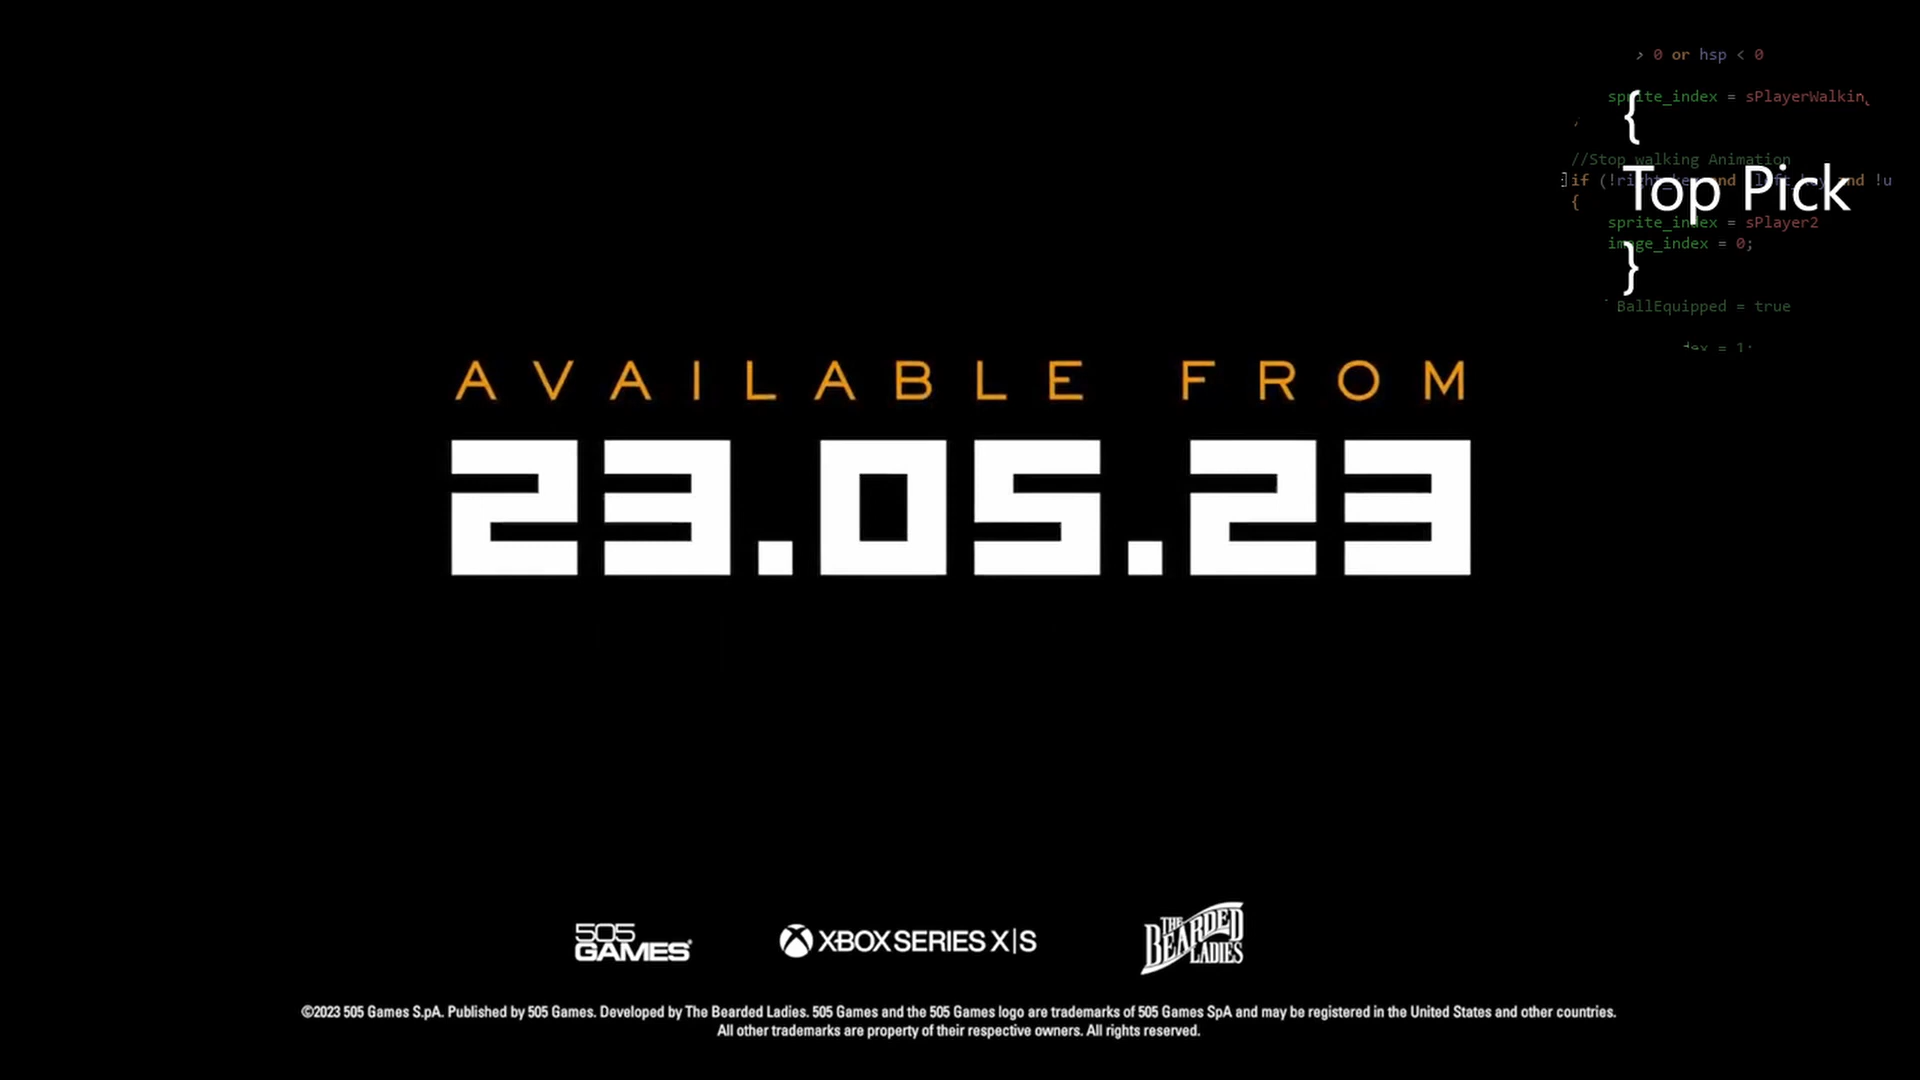 > 0 or hsp < 0
sprite_index = sPlayerWalkin
{
//Stop walking Animation
if (! and and !u
Top Pick
{
sprite_index = sPlayer2
image_index = 0;
}
BallEquipped = true
= 1;
AVAILABLE FROM
23.05.23
505
GAMES
XBOX SERIES X|S
THE
BEARDED
LADIES
©2023 505 Games S.pA. Published by 505 Games. Developed by The Bearded Ladies. 505 Games and the 505 Games logo are trademarks of 505 Games SpA and may be registered in the United States and other countries.
All other trademarks are property of their respective owners. All rights reserved.